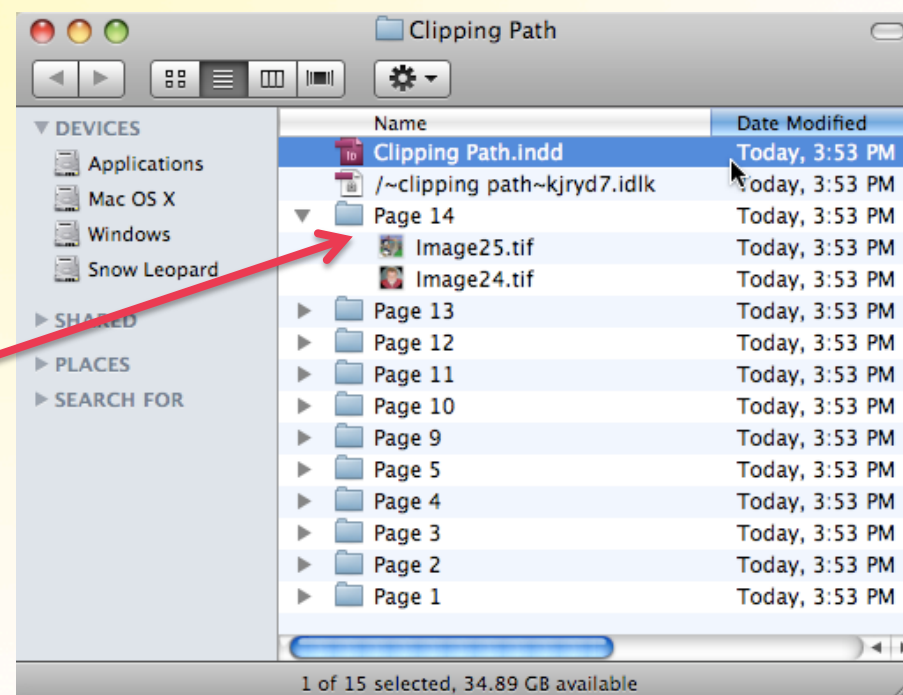 Clipping Path
DEVICES
Applications
Mac OS X
Windows
Snow Leopard
SHARED
PLACES
SEARCH FOR
Name Date Modified
Clipping Path.indd Today, 3:53 PM
/~clipping path~kjryd7.idlk Today, 3:53 PM
Page 14 Today, 3:53 PM
Image25.tif Today, 3:53 PM
Image24.tif Today, 3:53 PM
Page 13 Today, 3:53 PM
Page 12 Today, 3:53 PM
Page 11 Today, 3:53 PM
Page 10 Today, 3:53 PM
Page 9 Today, 3:53 PM
Page 5 Today, 3:53 PM
Page 4 Today, 3:53 PM
Page 3 Today, 3:53 PM
Page 2 Today, 3:53 PM
Page 1 Today, 3:53 PM
1 of 15 selected, 34.89 GB available